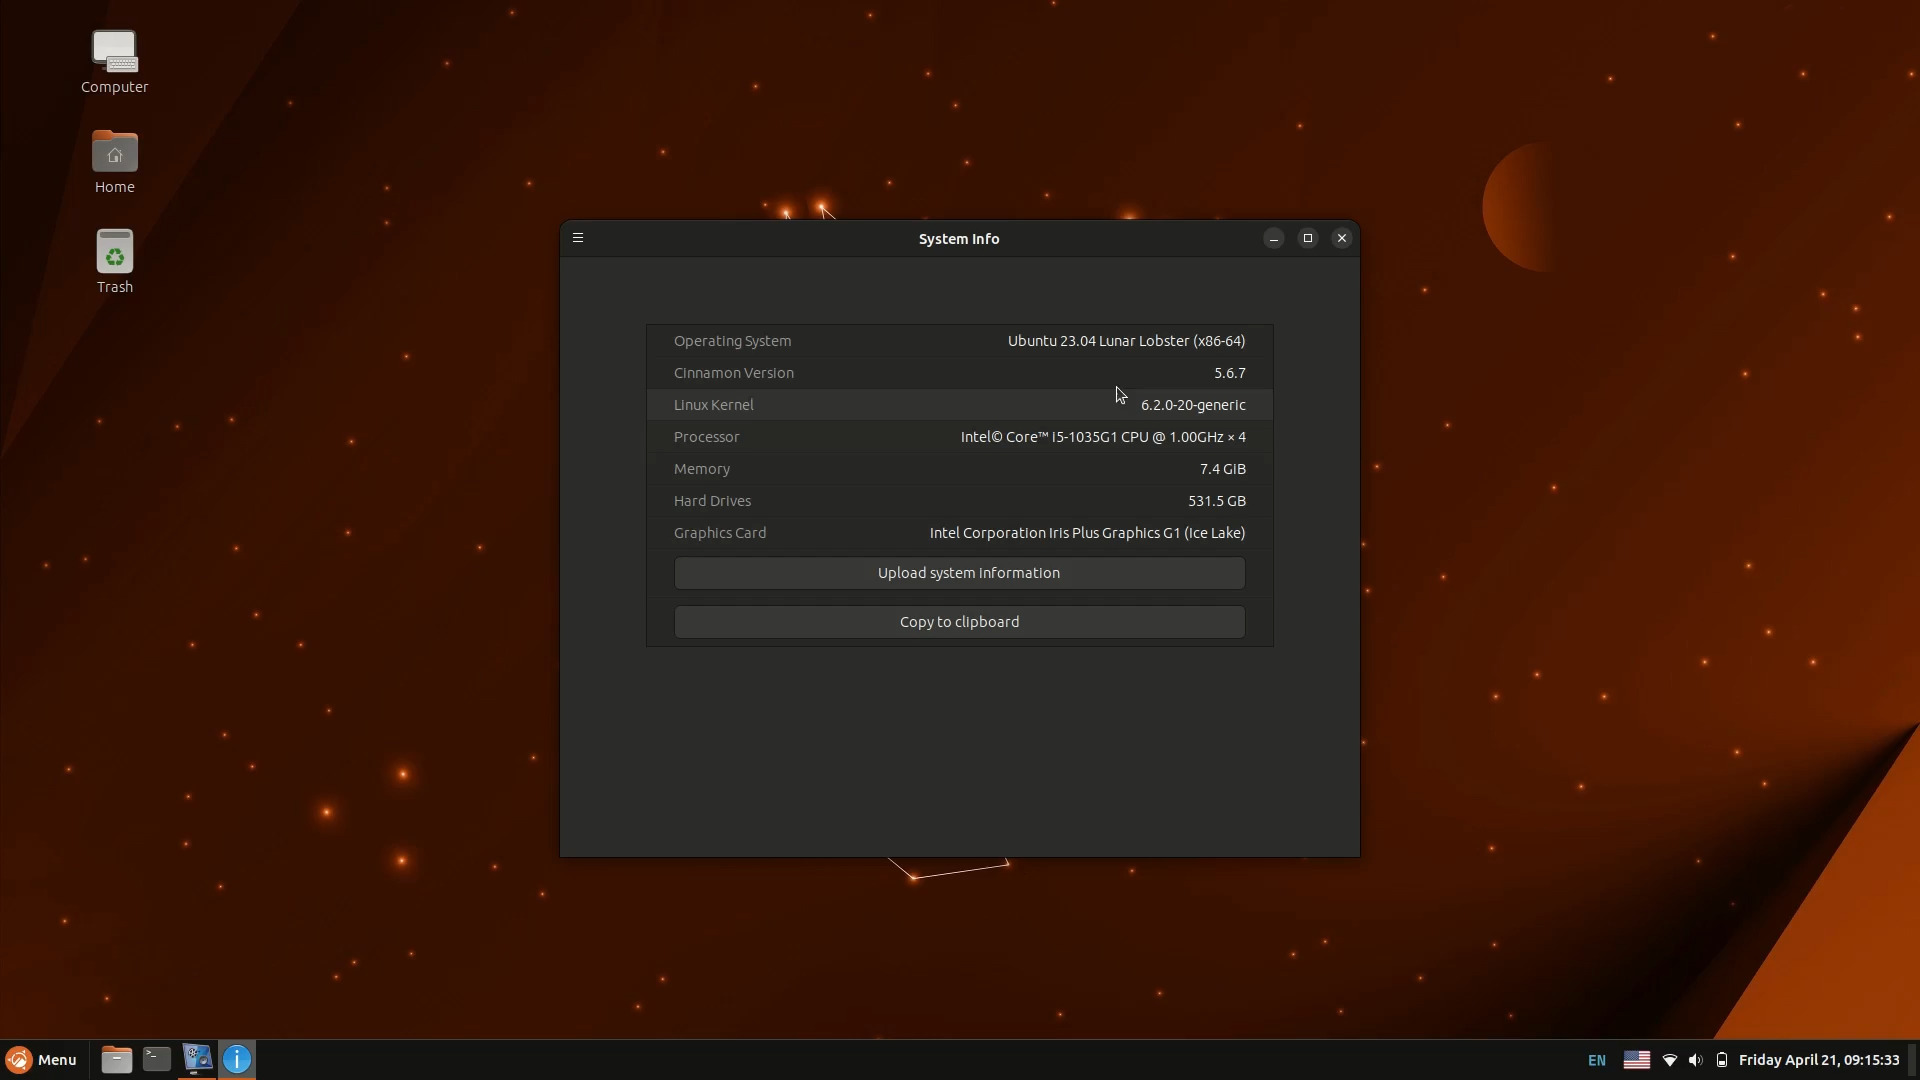 Computer
Home
Trash
System Info
Operating System Ubuntu 23.04 Lunar Lobster (x86-64)
Cinnamon Version 5.6.7
Linux Kernel 6.2.0-20-generic
Processor Intel© Core™ i5-1035G1 CPU @ 1.00GHz × 4
Memory 7.4 GiB
Hard Drives 531.5 GB
Graphics Card Intel Corporation Iris Plus Graphics G1 (Ice Lake)
Upload system information
Copy to clipboard
Menu
EN
Friday April 21, 09:15:33